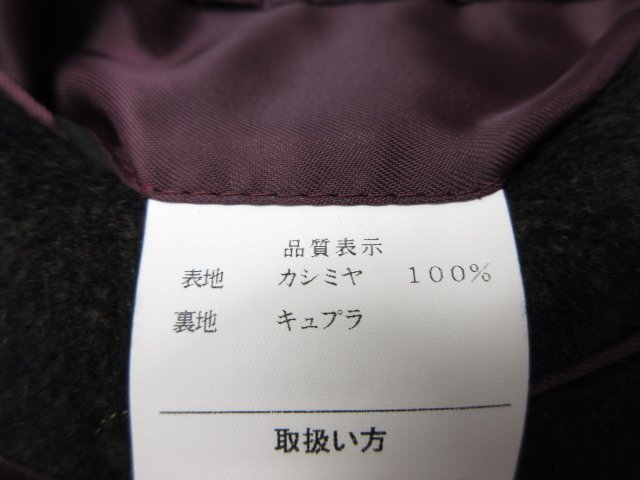 品質表示
表地 カシミヤ 100%
裏地 キュプラ
取扱い方